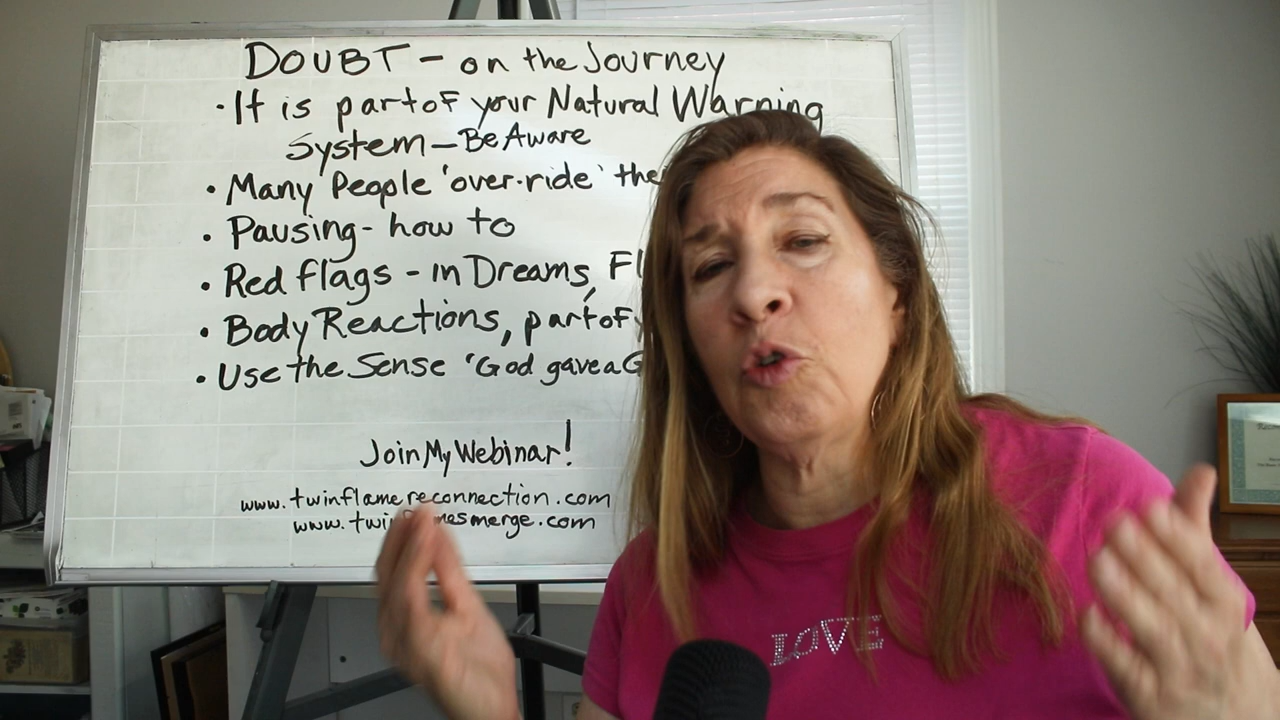 DOUBT - on the Journey
• It is part of your Natural Warning
System - Be Aware
• Many People 'over-ride'
• Pausing - how to
• Red flags - in Dreams,
• Body Reactions, part of
• Use the Sense 'God gave a
Join My Webinar!
www.twinflamereconnection.com
LOVE